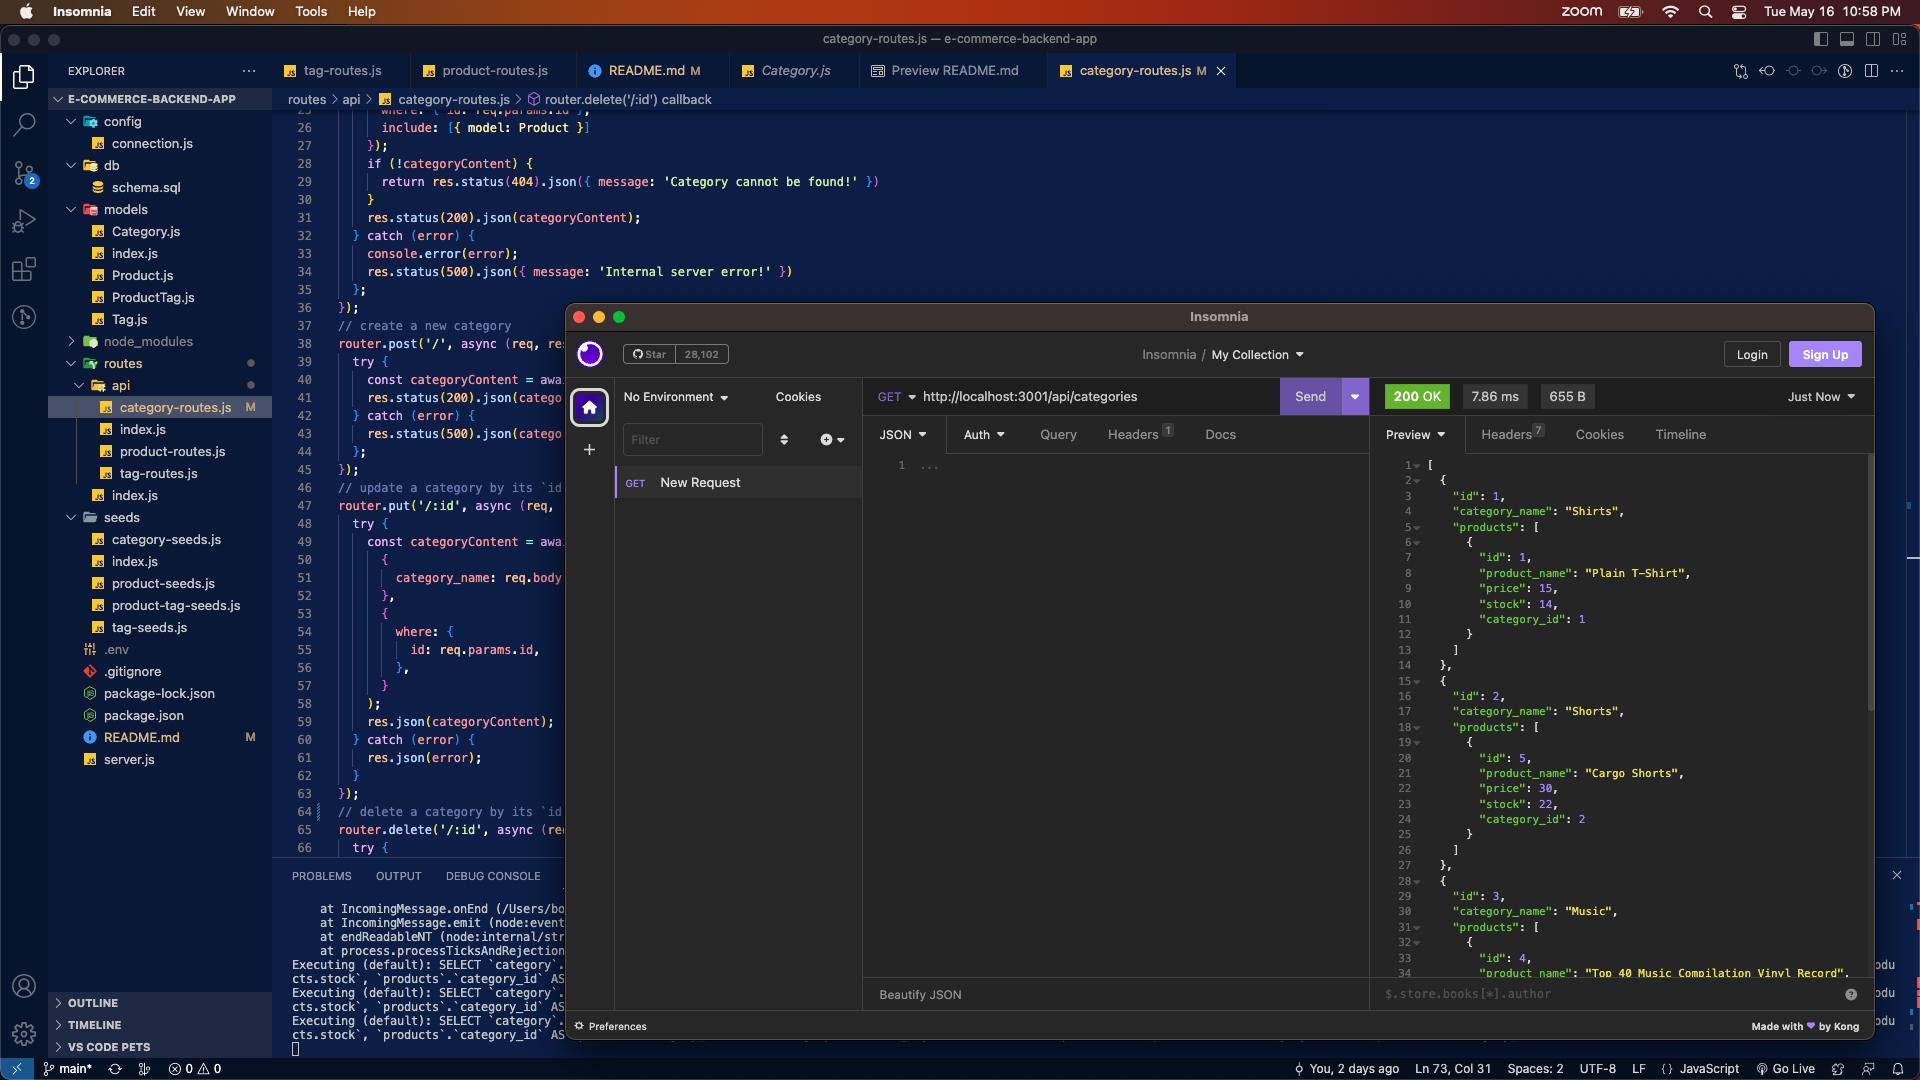 Insomnia Edit View Window Tools Help
zoom Tue May 16 10:58 PM
category-routes.js — e-commerce-backend-app
EXPLORER
tag-routes.js product-routes.js README.md M Category.js Preview README.md category-routes.js M
E-COMMERCE-BACKEND-APP
config
connection.js
db
schema.sql
models
Category.js
index.js
Product.js
ProductTag.js
Tag.js
node_modules
routes
api
category-routes.js M
index.js
product-routes.js
tag-routes.js
index.js
seeds
category-seeds.js
index.js
product-seeds.js
product-tag-seeds.js
tag-seeds.js
.env
.gitignore
package-lock.json
package.json
README.md M
server.js
OUTLINE
TIMELINE
VS CODE PETS
2
routes > api > category-routes.js > router.delete('/:id') callback
25 where: { id: req.params.id },
26 include: [{ model: Product }]
27 });
28 if (!categoryContent) {
29 return res.status(404).json({ message: 'Category cannot be found!' })
30 }
31 res.status(200).json(categoryContent);
32 } catch (error) {
33 console.error(error);
34 res.status(500).json({ message: 'Internal server error!' })
35 };
36 });
37 // create a new category
38 router.post('/', async (req, res
39 try {
40 const categoryContent = awai
41 res.status(200).json(catego
42 } catch (error) {
43 res.status(500).json(catego
44 };
45 });
46 // update a category by its `id
47 router.put('/:id', async (req,
48 try {
49 const categoryContent = awai
50 {
51 category_name: req.body
52 },
53 {
54 where: {
55 id: req.params.id,
56 },
57 }
58 );
59 res.json(categoryContent);
60 } catch (error) {
61 res.json(error);
62 }
63 });
64 // delete a category by its `id
65 router.delete('/:id', async (re
66 try {
PROBLEMS OUTPUT DEBUG CONSOLE
at IncomingMessage.onEnd (/Users/bo
at IncomingMessage.emit (node:event
at endReadableNT (node:internal/str
at process.processTicksAndRejection
Executing (default): SELECT `category`.
cts.stock`, `products`.`category_id` AS
Executing (default): SELECT `category`.
cts.stock`, `products`.`category_id` AS
Executing (default): SELECT `category`.
cts.stock`, `products`.`category_id` AS
odu
odu
odu
Insomnia
Star 28,102
Insomnia / My Collection
Login Sign Up
No Environment Cookies
Filter
GET New Request
GET http://localhost:3001/api/categories Send
JSON Auth Query Headers 1 Docs
1 ...
Beautify JSON
200 OK 7.86 ms 655 B Just Now
Preview Headers 7 Cookies Timeline
1 [
2 {
3 "id": 1,
4 "category_name": "Shirts",
5 "products": [
6 {
7 "id": 1,
8 "product_name": "Plain T-Shirt",
9 "price": 15,
10 "stock": 14,
11 "category_id": 1
12 }
13 ]
14 },
15 {
16 "id": 2,
17 "category_name": "Shorts",
18 "products": [
19 {
20 "id": 5,
21 "product_name": "Cargo Shorts",
22 "price": 30,
23 "stock": 22,
24 "category_id": 2
25 }
26 ]
27 },
28 {
29 "id": 3,
30 "category_name": "Music",
31 "products": [
32 {
33 "id": 4,
34 "product_name": "Top 40 Music Compilation Vinyl Record",
$.store.books[*].author
Preferences
Made with ♥ by Kong
main* 0 0
You, 2 days ago Ln 73, Col 31 Spaces: 2 UTF-8 LF {} JavaScript Go Live